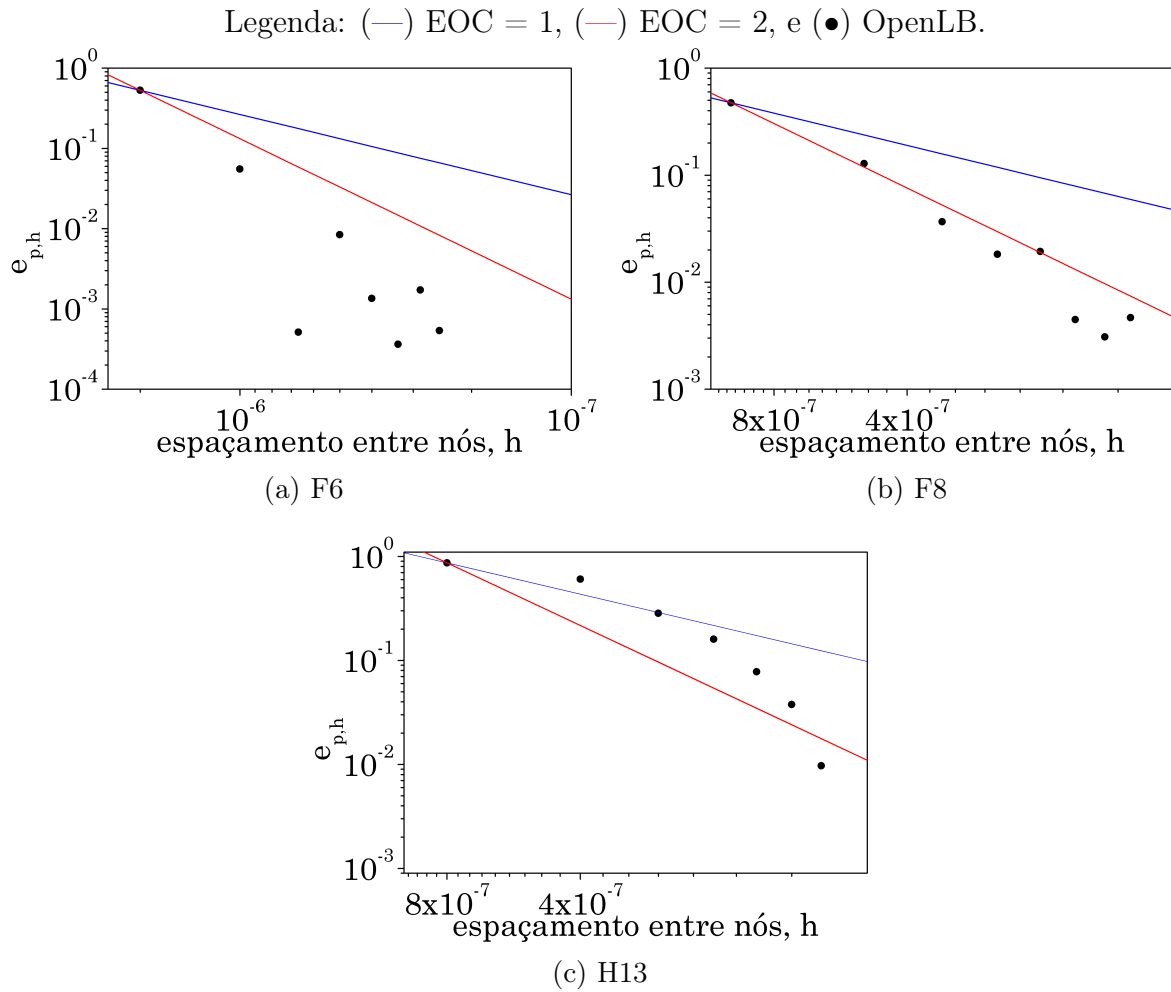 Legenda: (—) EOC = 1, (—) EOC = 2, e (●) OpenLB.
10^0
10^-1
10^-2
10^-3
10^-4
e_p,h
10^-6
10^-7
espaçamento entre nós, h
(a) F6
10^0
10^-1
10^-2
10^-3
e_p,h
8x10^-7
4x10^-7
espaçamento entre nós, h
(b) F8
10^0
10^-1
10^-2
10^-3
e_p,h
8x10^-7
4x10^-7
espaçamento entre nós, h
(c) H13